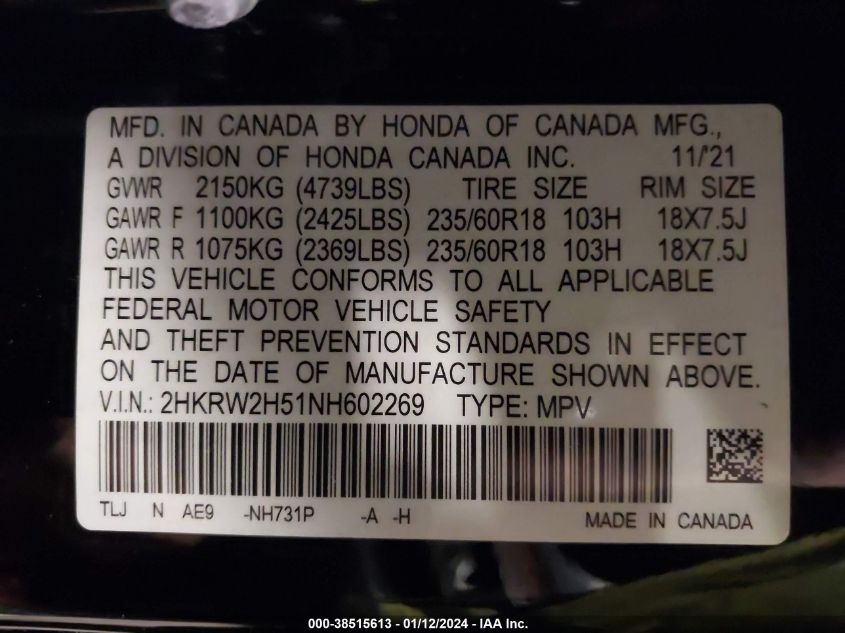 MFD. IN CANADA BY HONDA OF CANADA MFG.,
A DIVISION OF HONDA CANADA INC. 11/'21
GVWR 2150KG (4739LBS) TIRE SIZE RIM SIZE
GAWR F 1100KG (2425LBS) 235/60R18 103H 18X7.5J
GAWR R 1075KG (2369LBS) 235/60R18 103H 18X7.5J
THIS VEHICLE CONFORMS TO ALL APPLICABLE
FEDERAL MOTOR VEHICLE SAFETY
AND THEFT PREVENTION STANDARDS IN EFFECT
ON THE DATE OF MANUFACTURE SHOWN ABOVE.
V.I.N.: 2HKRW2H51NH602269 TYPE: MPV
TLJ N AE9 -NH731P -A -H MADE IN CANADA
000-38515613 - 01/12/2024 - IAA Inc.